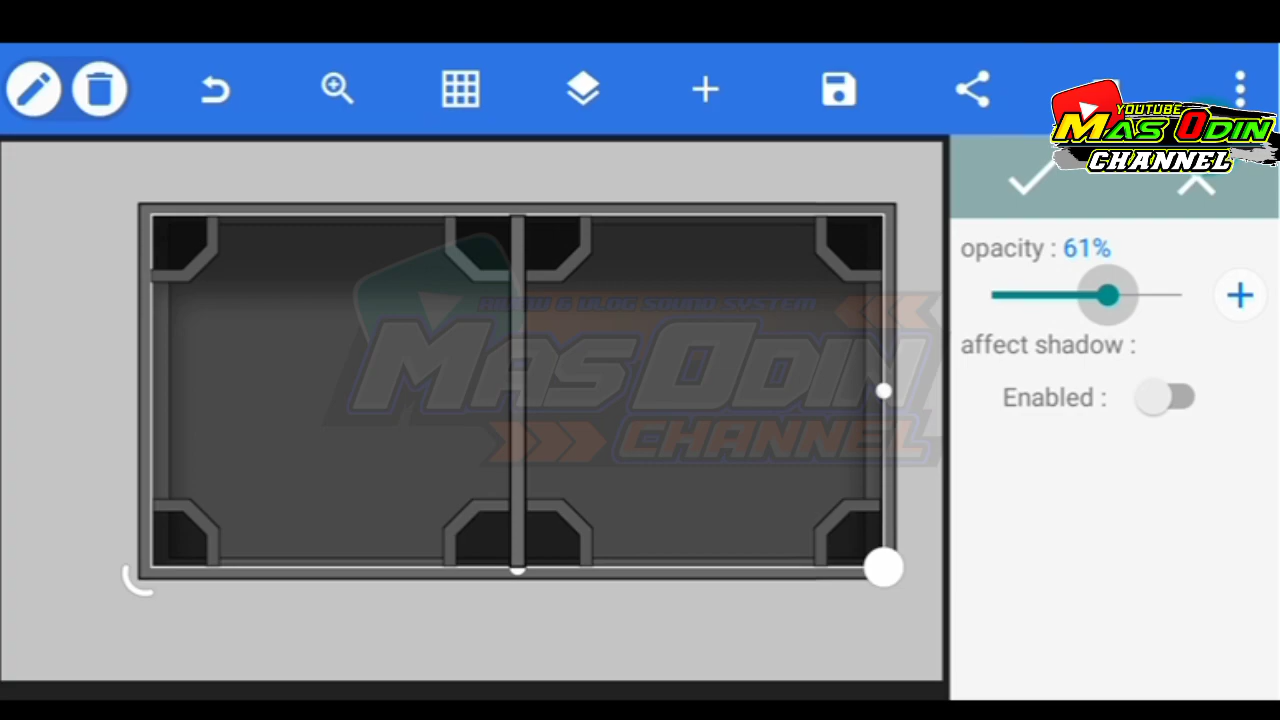 YOUTUBE
MAS ODIN
CHANNEL
opacity : 61%
affect shadow :
Enabled :
MAS ODIN
CHANNEL